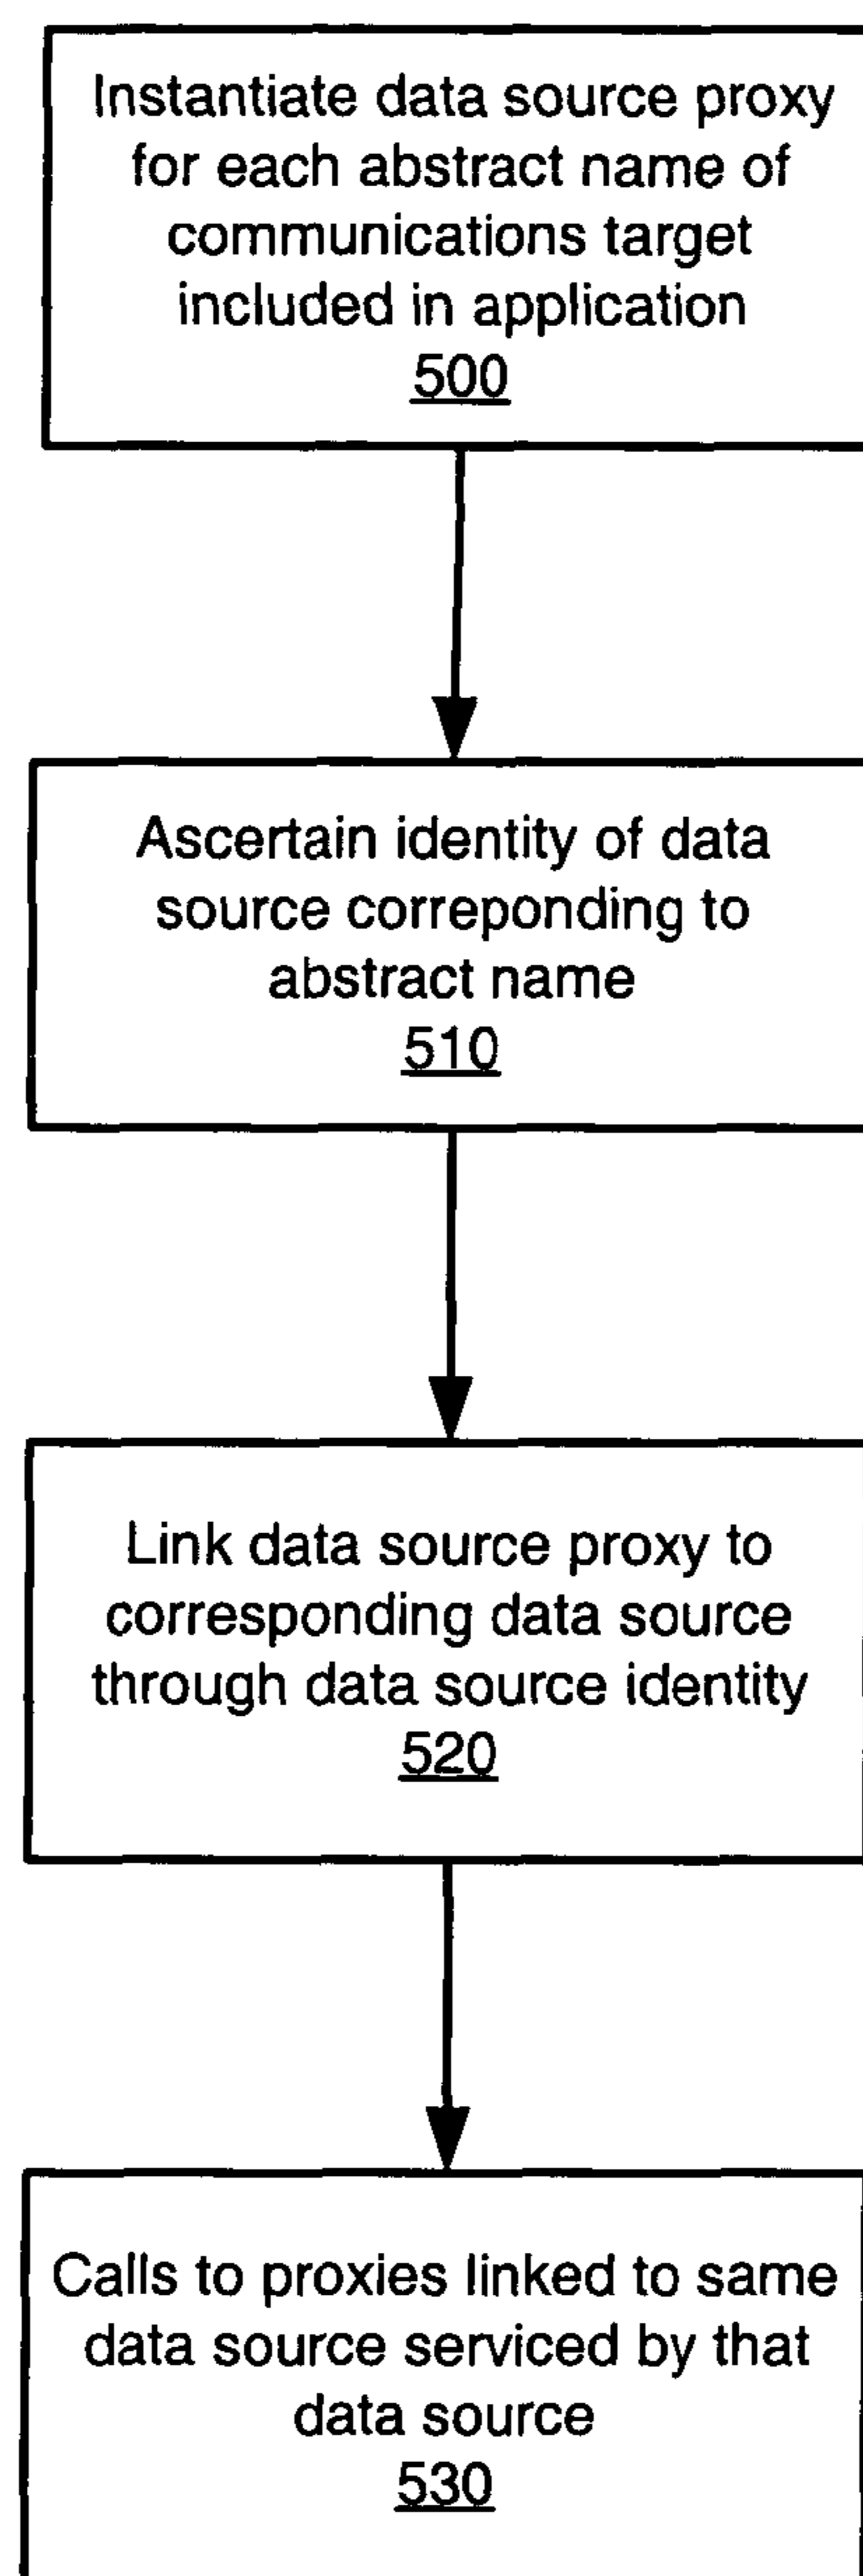 Instantiate data source proxy
for each abstract name of
communications target
included in application
500
Ascertain identity of data
source correponding to
abstract name
510
Link data source proxy to
corresponding data source
through data source identity
520
Calls to proxies linked to same
data source serviced by that
data source
530